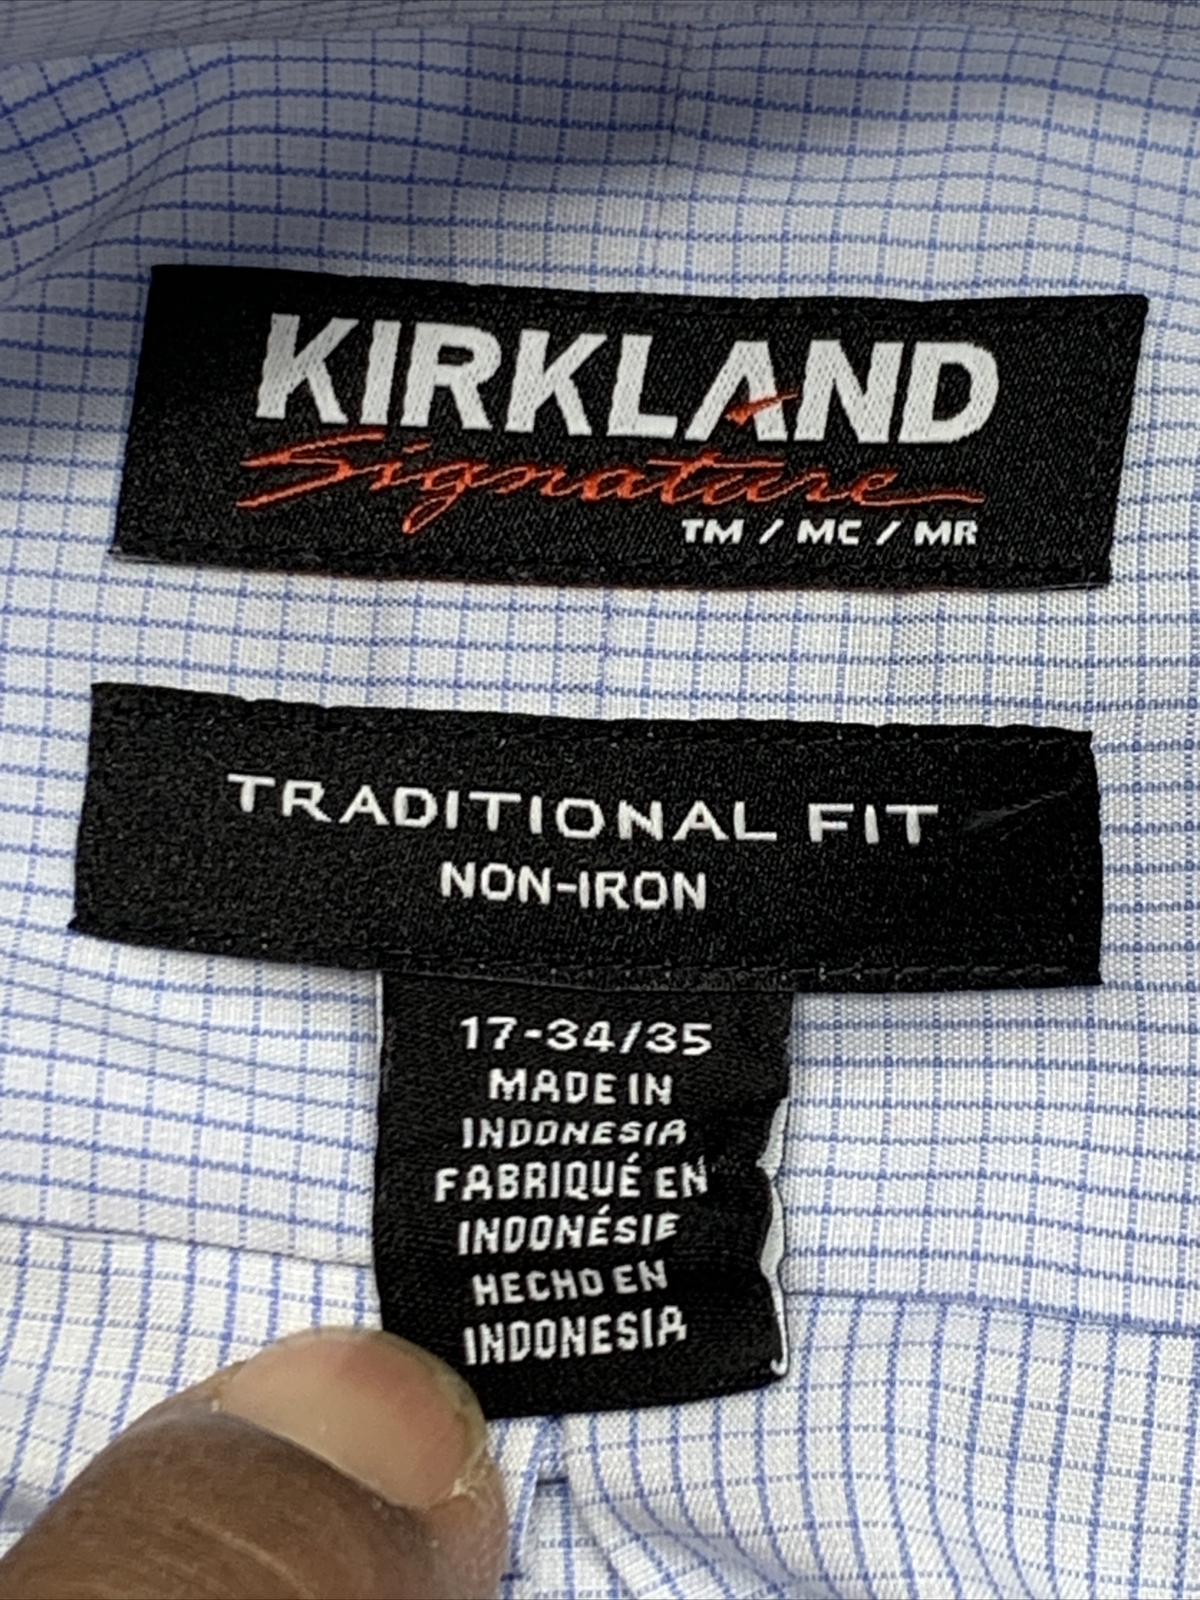 KIRKLAND
Signature
TM / MC / MR
TRADITIONAL FIT
NON-IRON
17-34/35
MADE IN
INDONESIA
FABRIQUÉ EN
INDONÉSIE
HECHO EN
INDONESIA